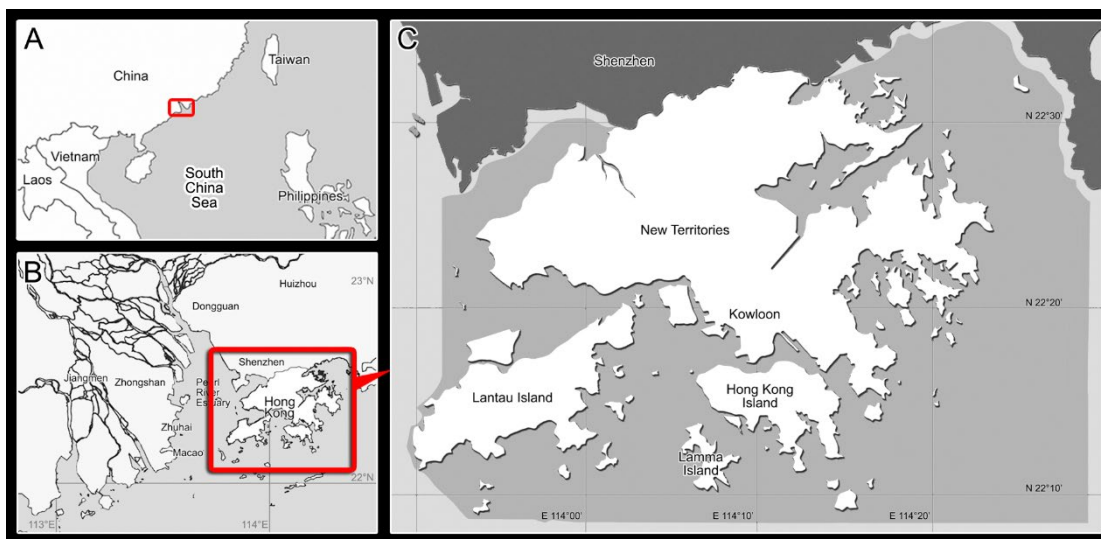 A
China
Taiwan
Vietnam
Laos
South
China
Sea
Philippines
B
Huizhou
23°N
Dongguan
Shenzhen
Jiangmen
Zhongshan
Pearl
River
Estuary
Hong
Kong
Zhuhai
Macao
22°N
113°E
114°E
C
Shenzhen
N 22°30'
New Territories
N 22°20'
Kowloon
Lantau Island
Hong Kong
Island
Lamma
Island
N 22°10'
E 114°00'
E 114°10'
E 114°20'